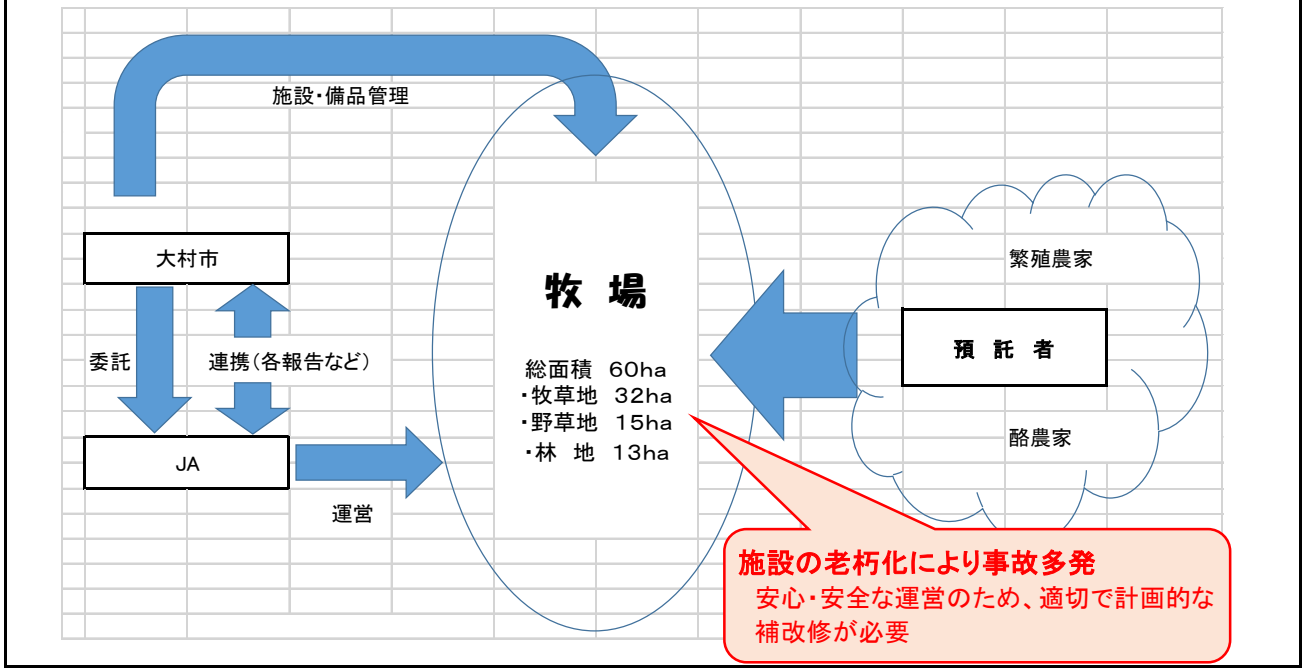 施設・備品管理
大村市
委託
連携(各報告など)
JA
運営
牧 場
総面積 60ha
・牧草地 32ha
・野草地 15ha
・林 地 13ha
繁殖農家
預 託 者
酪農家
施設の老朽化により事故多発
安心・安全な運営のため、適切で計画的な
補改修が必要